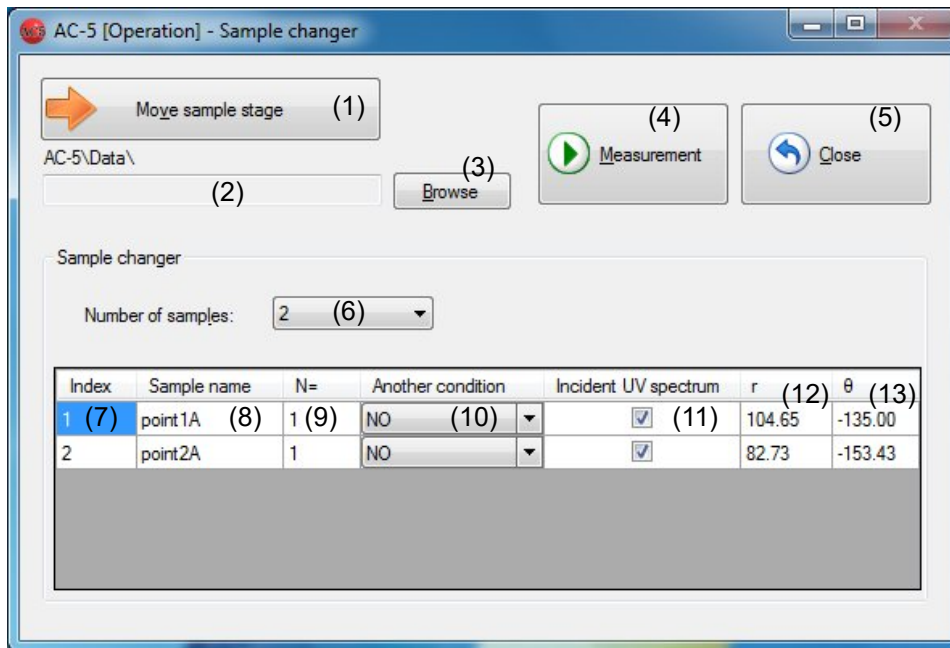 AC-5 [Operation] - Sample changer
Move sample stage (1)
AC-5\Data\
(2)
Browse (3)
Measurement (4)
Close (5)
Sample changer
Number of samples: 2 (6)
Index Sample name N= Another condition Incident UV spectrum r (12) θ (13)
1 (7) point1A (8) 1 (9) NO (10) (11) 104.65 -135.00
2 point2A 1 NO 82.73 -153.43